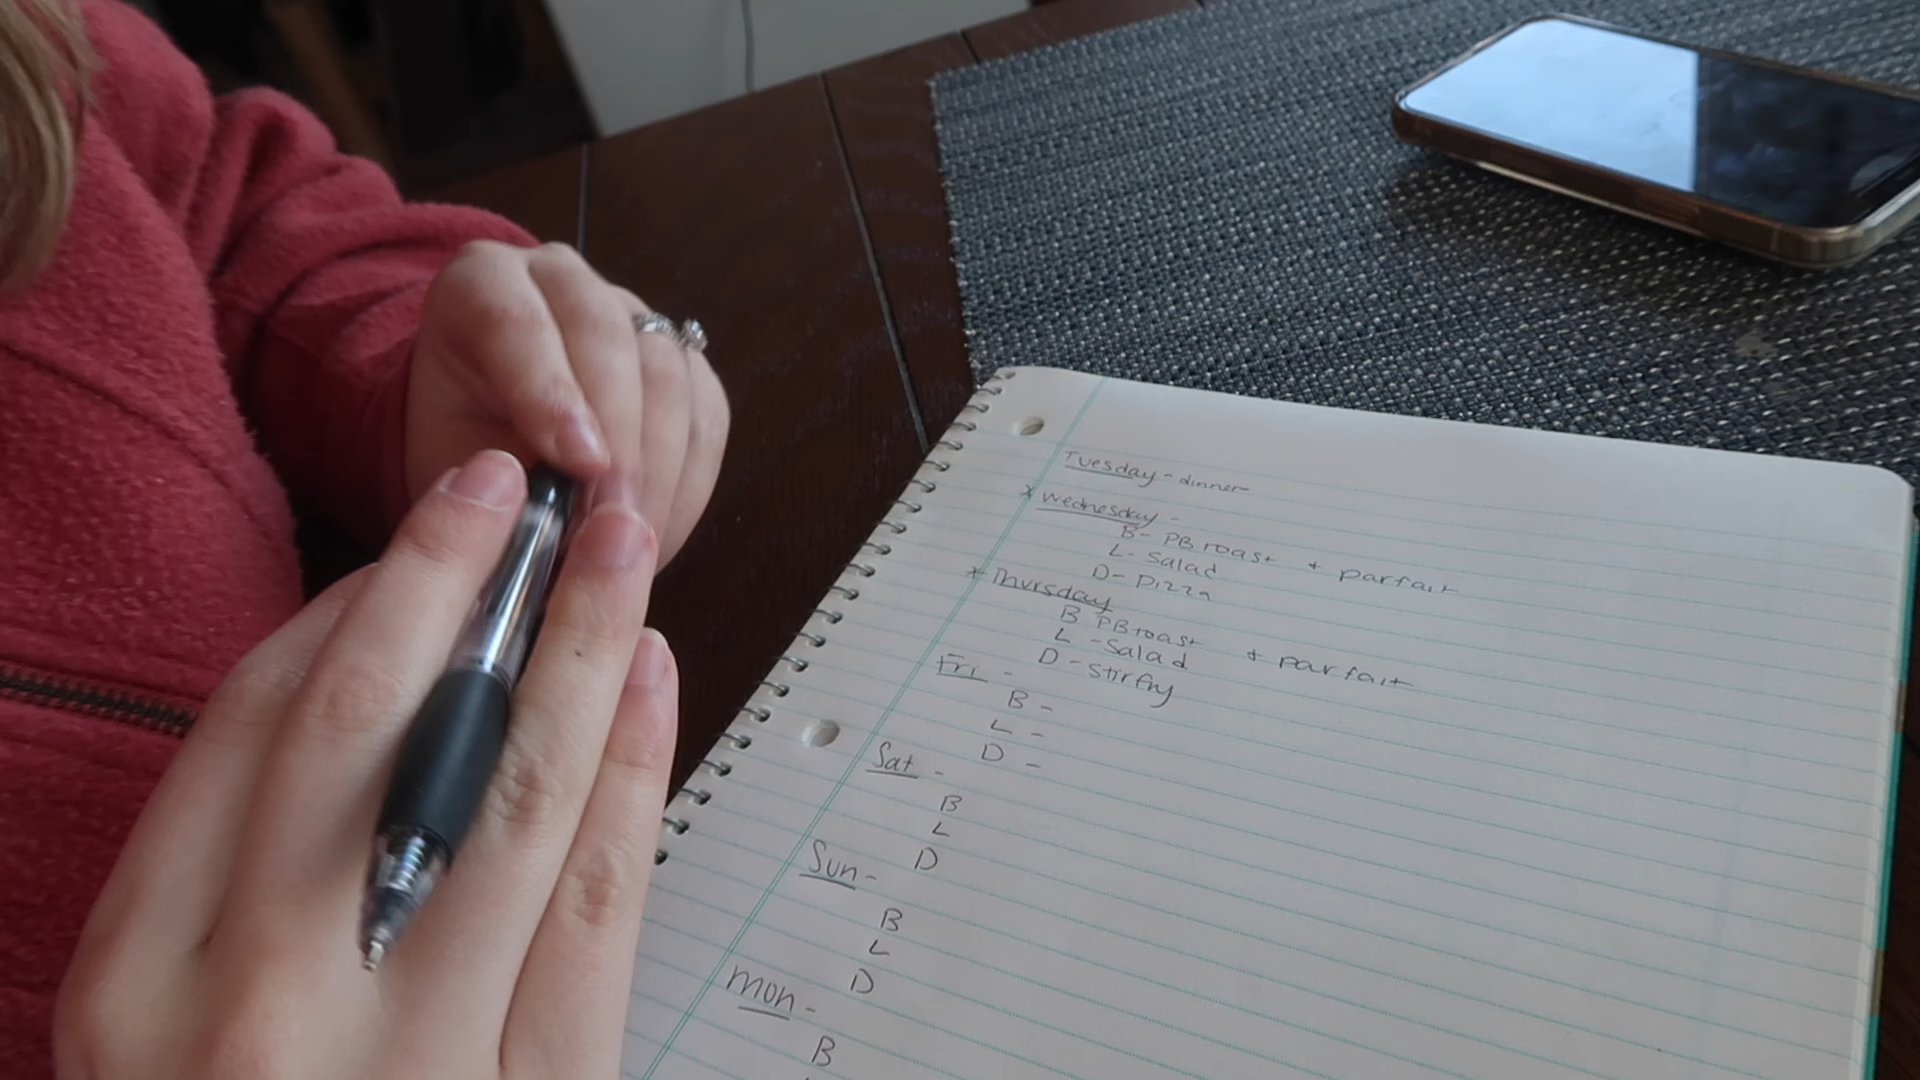 Tuesday - dinner
x Wednesday -
B - PB toast + parfait
L - Salad
D - Pizza
x Thursday
B PB toast + parfait
L - Salad
D - Stirfry
Fri -
B -
L -
D -
Sat -
B
L
D
Sun -
B
L
D
Mon -
B